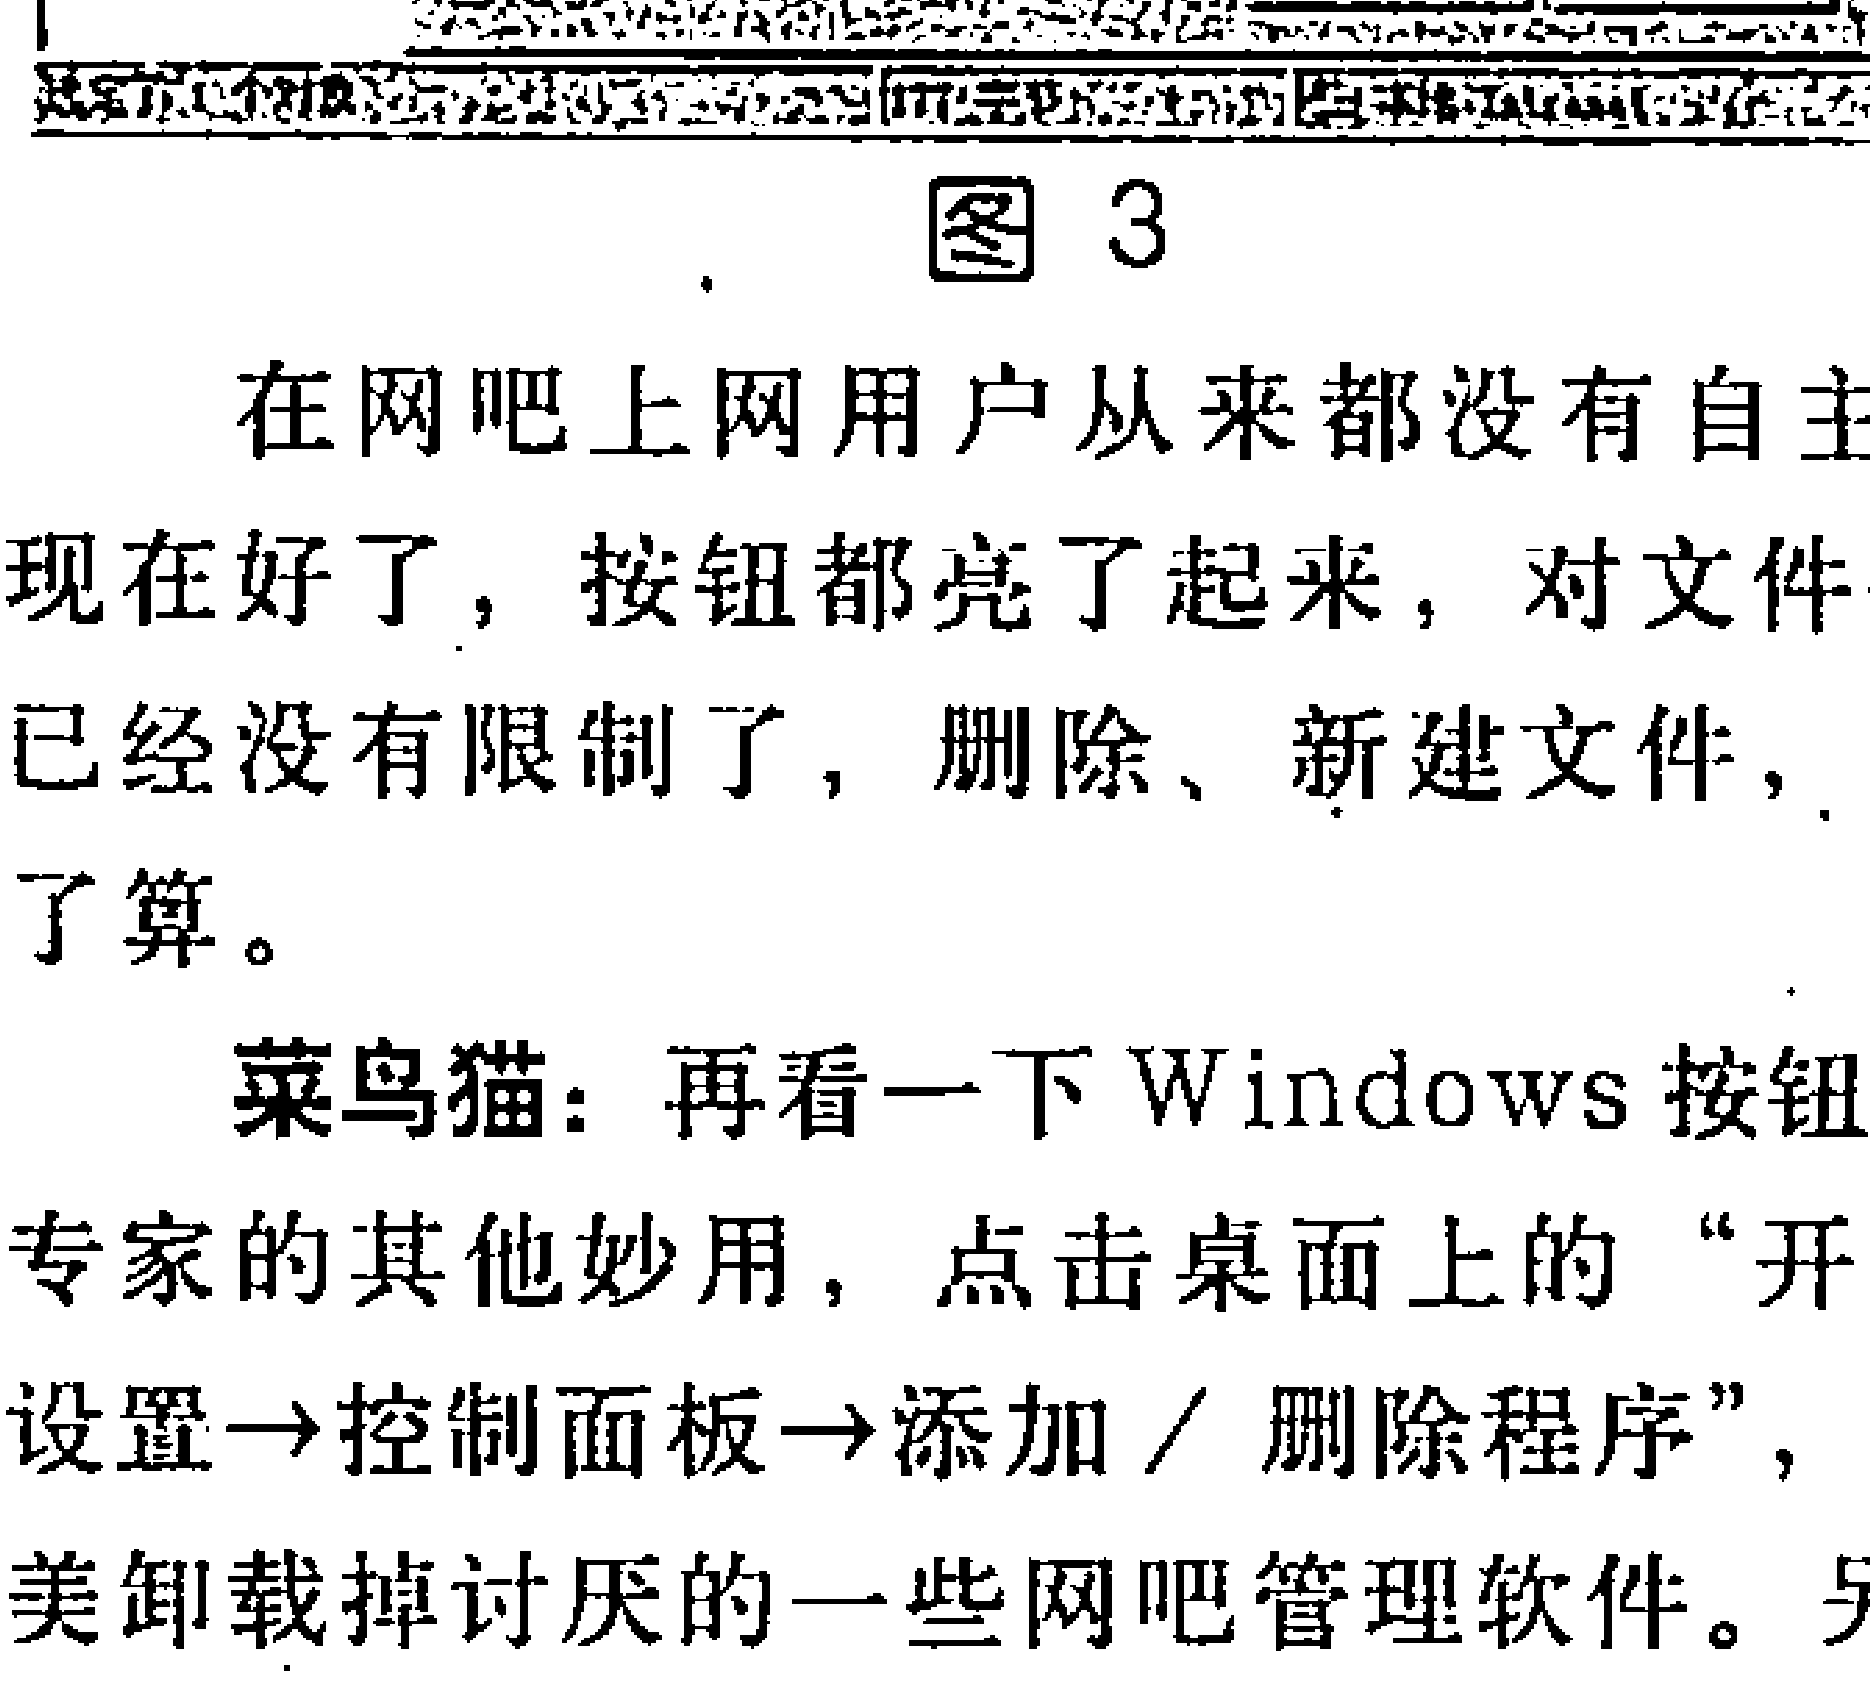 图 3
在网吧上网用户从来都没有自主
现在好了，按钮都亮了起来，对文件
已经没有限制了，删除、新建文件，
了算。
菜鸟猫：再看一下Windows按钮
专家的其他妙用，点击桌面上的“开
设置→控制面板→添加/删除程序”，
美卸载掉讨厌的一些网吧管理软件。另